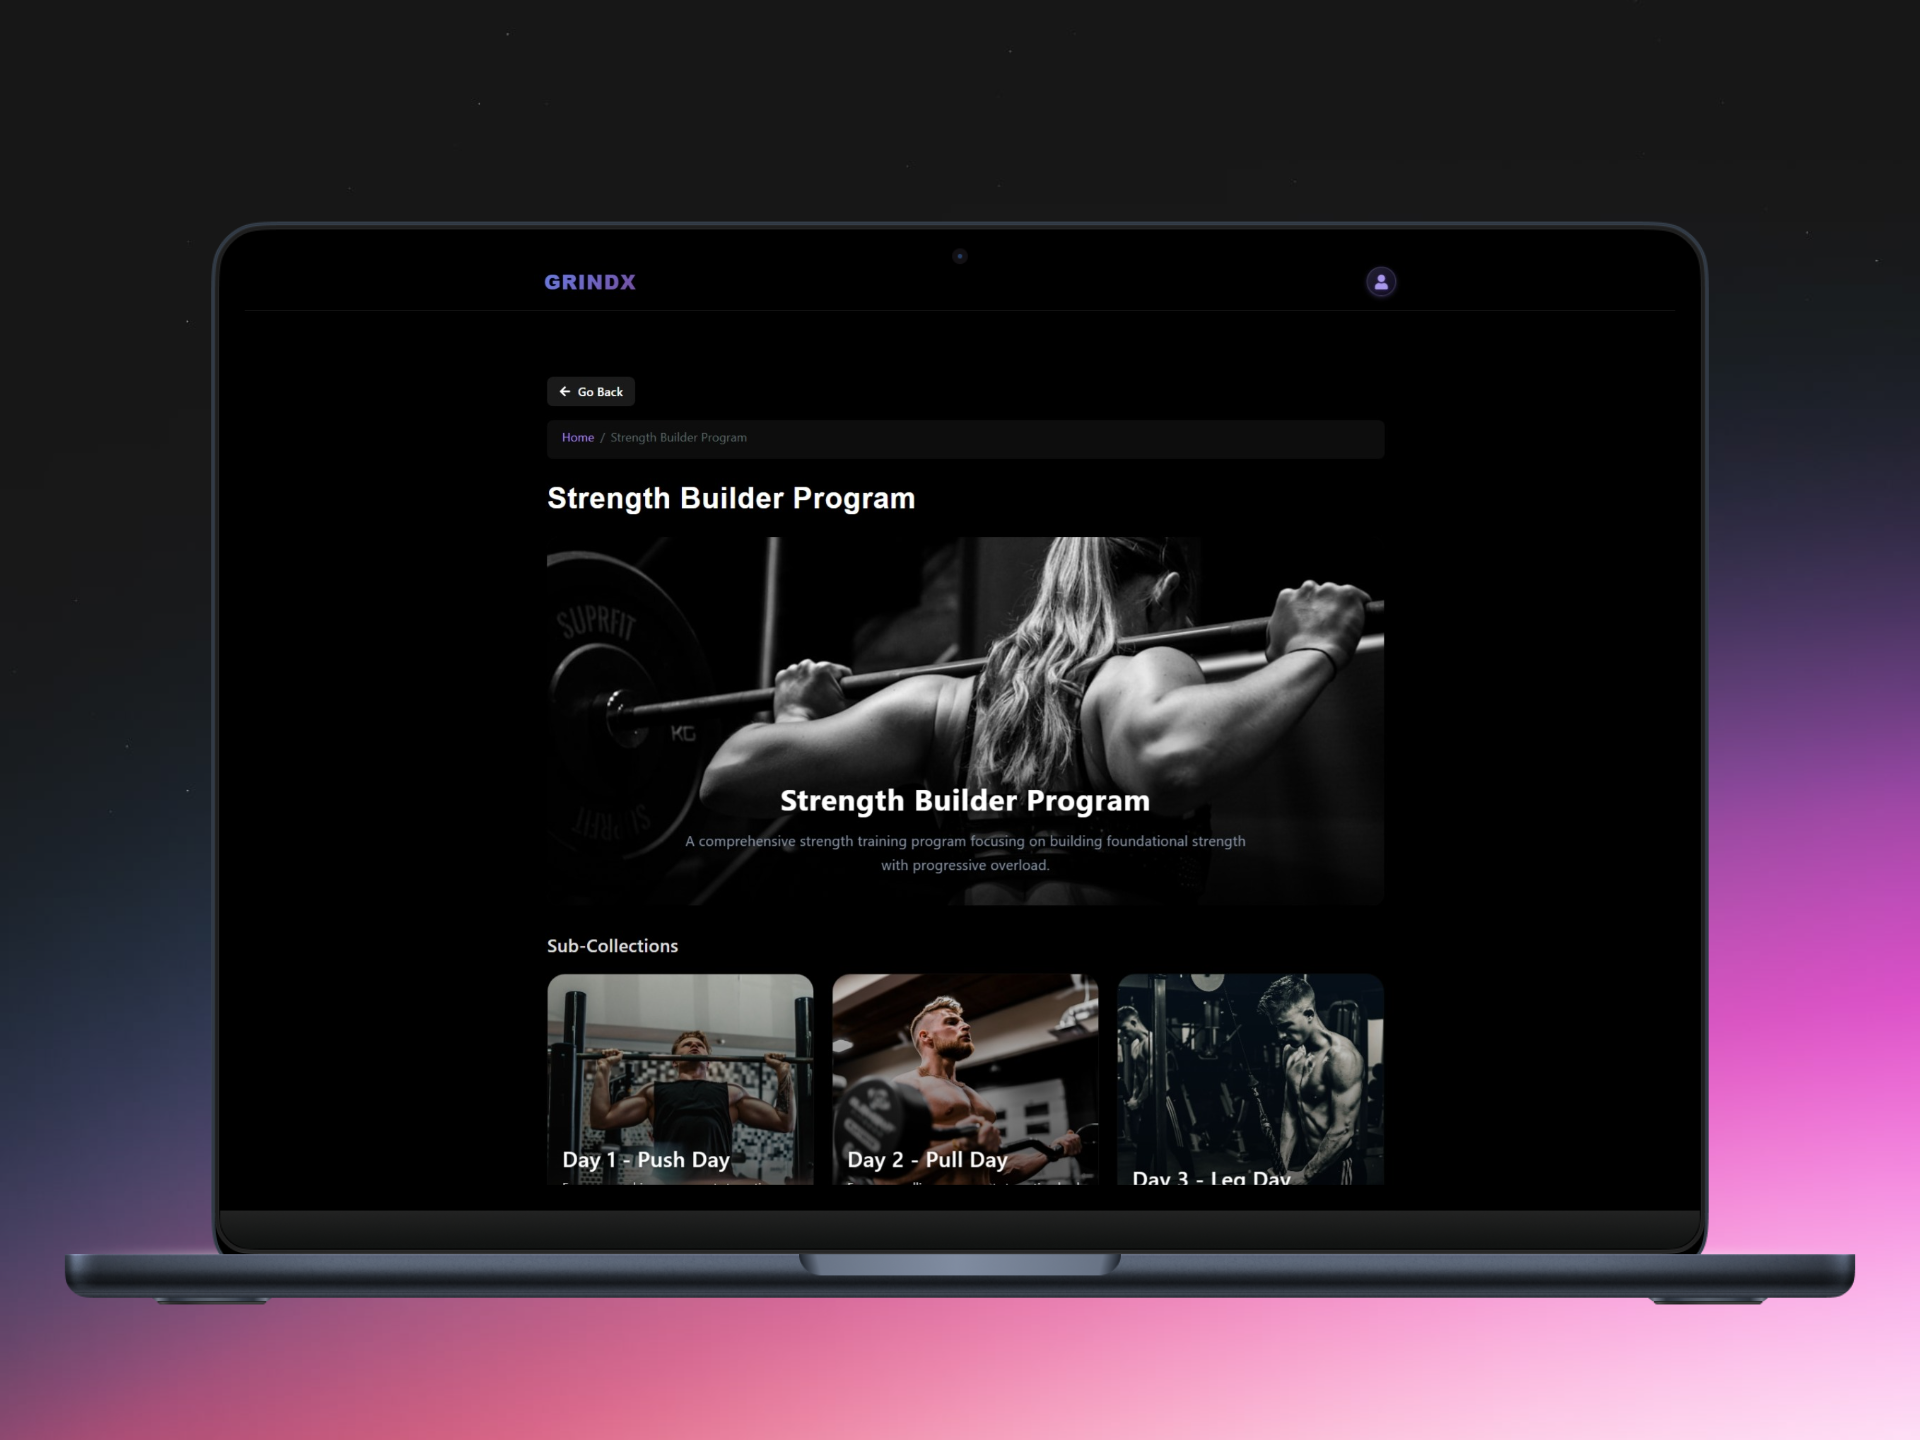 GRINDX
Go Back
Home / Strength Builder Program
Strength Builder Program
SUPRFIT
KG
SUPRFIT
Strength Builder Program
A comprehensive strength training program focusing on building foundational strength
with progressive overload.
Sub-Collections
Day 1 - Push Day
Day 2 - Pull Day
Day 3 - Leg Day